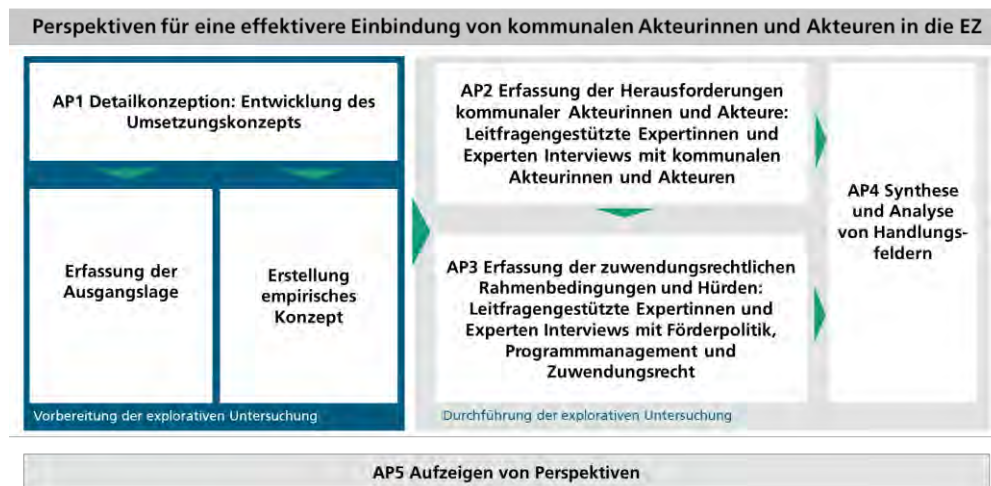 Perspektiven für eine effektivere Einbindung von kommunalen Akteurinnen und Akteuren in die EZ
AP1 Detailkonzeption: Entwicklung des
Umsetzungskonzepts
Erfassung der
Ausgangslage
Erstellung
empirisches
Konzept
Vorbereitung der explorativen Untersuchung
AP2 Erfassung der Herausforderungen
kommunaler Akteurinnen und Akteure:
Leitfragengestützte Expertinnen und
Experten Interviews mit kommunalen
Akteurinnen und Akteuren
AP3 Erfassung der zuwendungsrechtlichen
Rahmenbedingungen und Hürden:
Leitfragengestützte Expertinnen und
Experten Interviews mit Förderpolitik,
Programmmanagement und
Zuwendungsrecht
Durchführung der explorativen Untersuchung
AP4 Synthese
und Analyse
von Handlungs-
feldern
AP5 Aufzeigen von Perspektiven